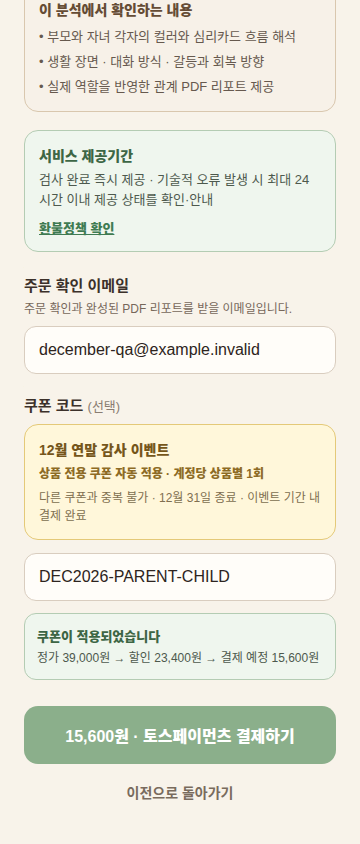 이 분석에서 확인하는 내용
• 부모와 자녀 각자의 컬러와 심리카드 흐름 해석
• 생활 장면 · 대화 방식 · 갈등과 회복 방향
• 실제 역할을 반영한 관계 PDF 리포트 제공
서비스 제공기간
검사 완료 즉시 제공 · 기술적 오류 발생 시 최대 24
시간 이내 제공 상태를 확인·안내
환불정책 확인
주문 확인 이메일
주문 확인과 완성된 PDF 리포트를 받을 이메일입니다.
december-qa@example.invalid
쿠폰 코드 (선택)
12월 연말 감사 이벤트
상품 전용 쿠폰 자동 적용 · 계정당 상품별 1회
다른 쿠폰과 중복 불가 · 12월 31일 종료 · 이벤트 기간 내
결제 완료
DEC2026-PARENT-CHILD
쿠폰이 적용되었습니다
정가 39,000원 → 할인 23,400원 → 결제 예정 15,600원
15,600원 · 토스페이먼츠 결제하기
이전으로 돌아가기